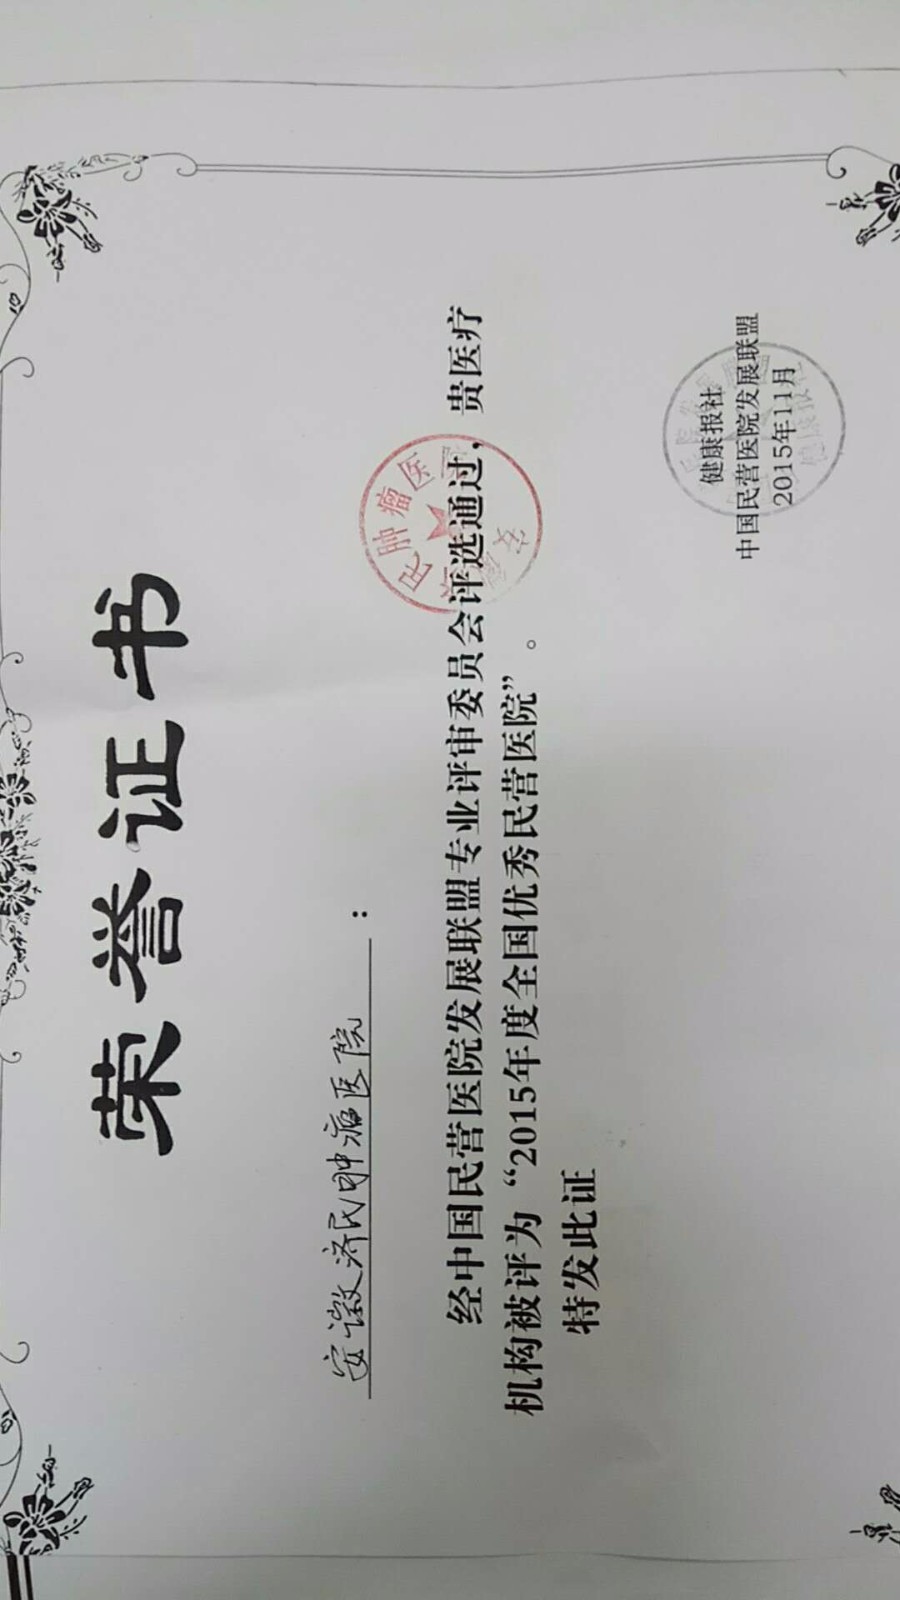 荣誉证书
安徽济民肿瘤医院：
经中国民营医院发展联盟专业评审委员会评选通过，贵医疗
机构被评为“2015年度全国优秀民营医院”。
特发此证
民肿瘤医
健康报社
中国民营医院发展联盟
2015年11月